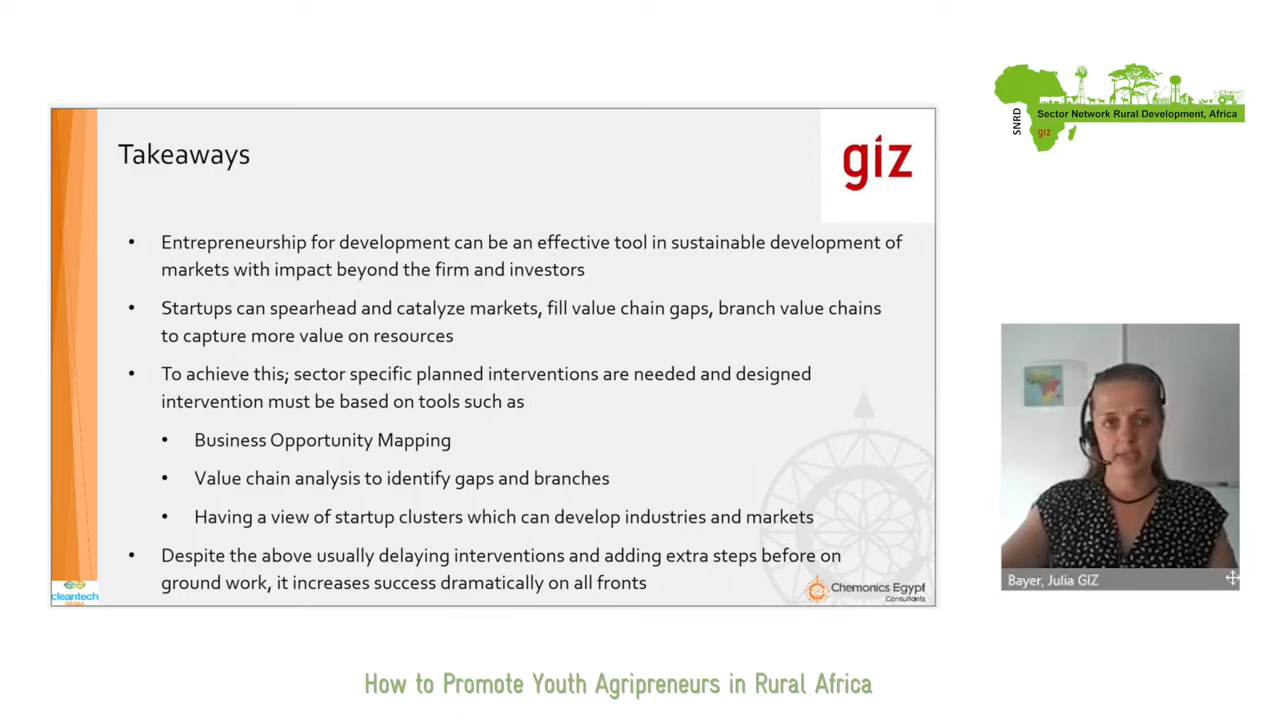 Takeaways
giz
• Entrepreneurship for development can be an effective tool in sustainable development of
markets with impact beyond the firm and investors
• Startups can spearhead and catalyze markets, fill value chain gaps, branch value chains
to capture more value on resources
• To achieve this; sector specific planned interventions are needed and designed
intervention must be based on tools such as
• Business Opportunity Mapping
• Value chain analysis to identify gaps and branches
• Having a view of startup clusters which can develop industries and markets
• Despite the above usually delaying interventions and adding extra steps before on
ground work, it increases success dramatically on all fronts
cleantech
ARABIA
Chemonics Egypt
Consultants
SNRD
Sector Network Rural Development, Africa
giz
Bayer, Julia GIZ
How to Promote Youth Agripreneurs in Rural Africa